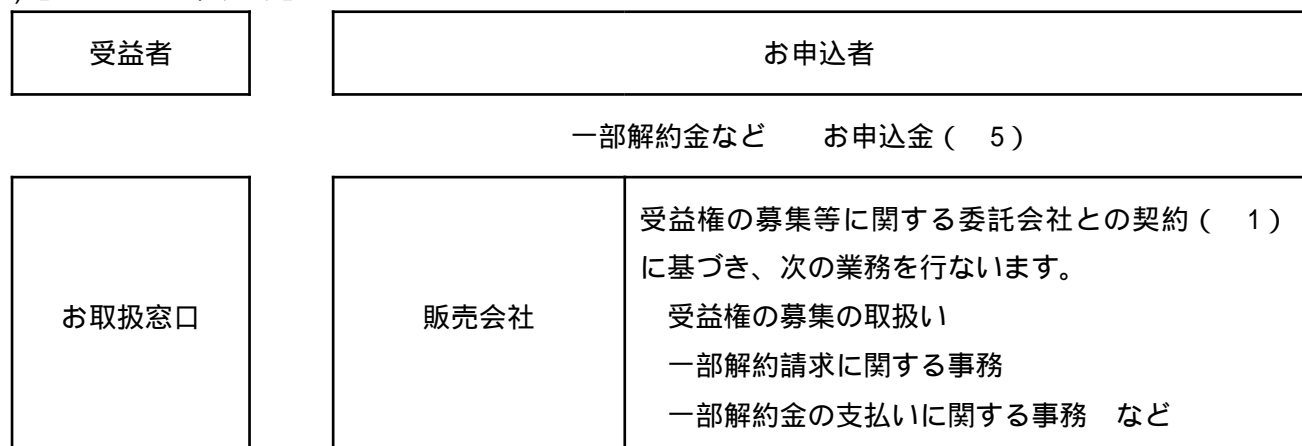 受益者
お申込者
一部解約金など　　お申込金(　5)
お取扱窓口
販売会社
受益権の募集等に関する委託会社との契約(　1)
に基づき、次の業務を行ないます。
受益権の募集の取扱い
一部解約請求に関する事務
一部解約金の支払いに関する事務　など